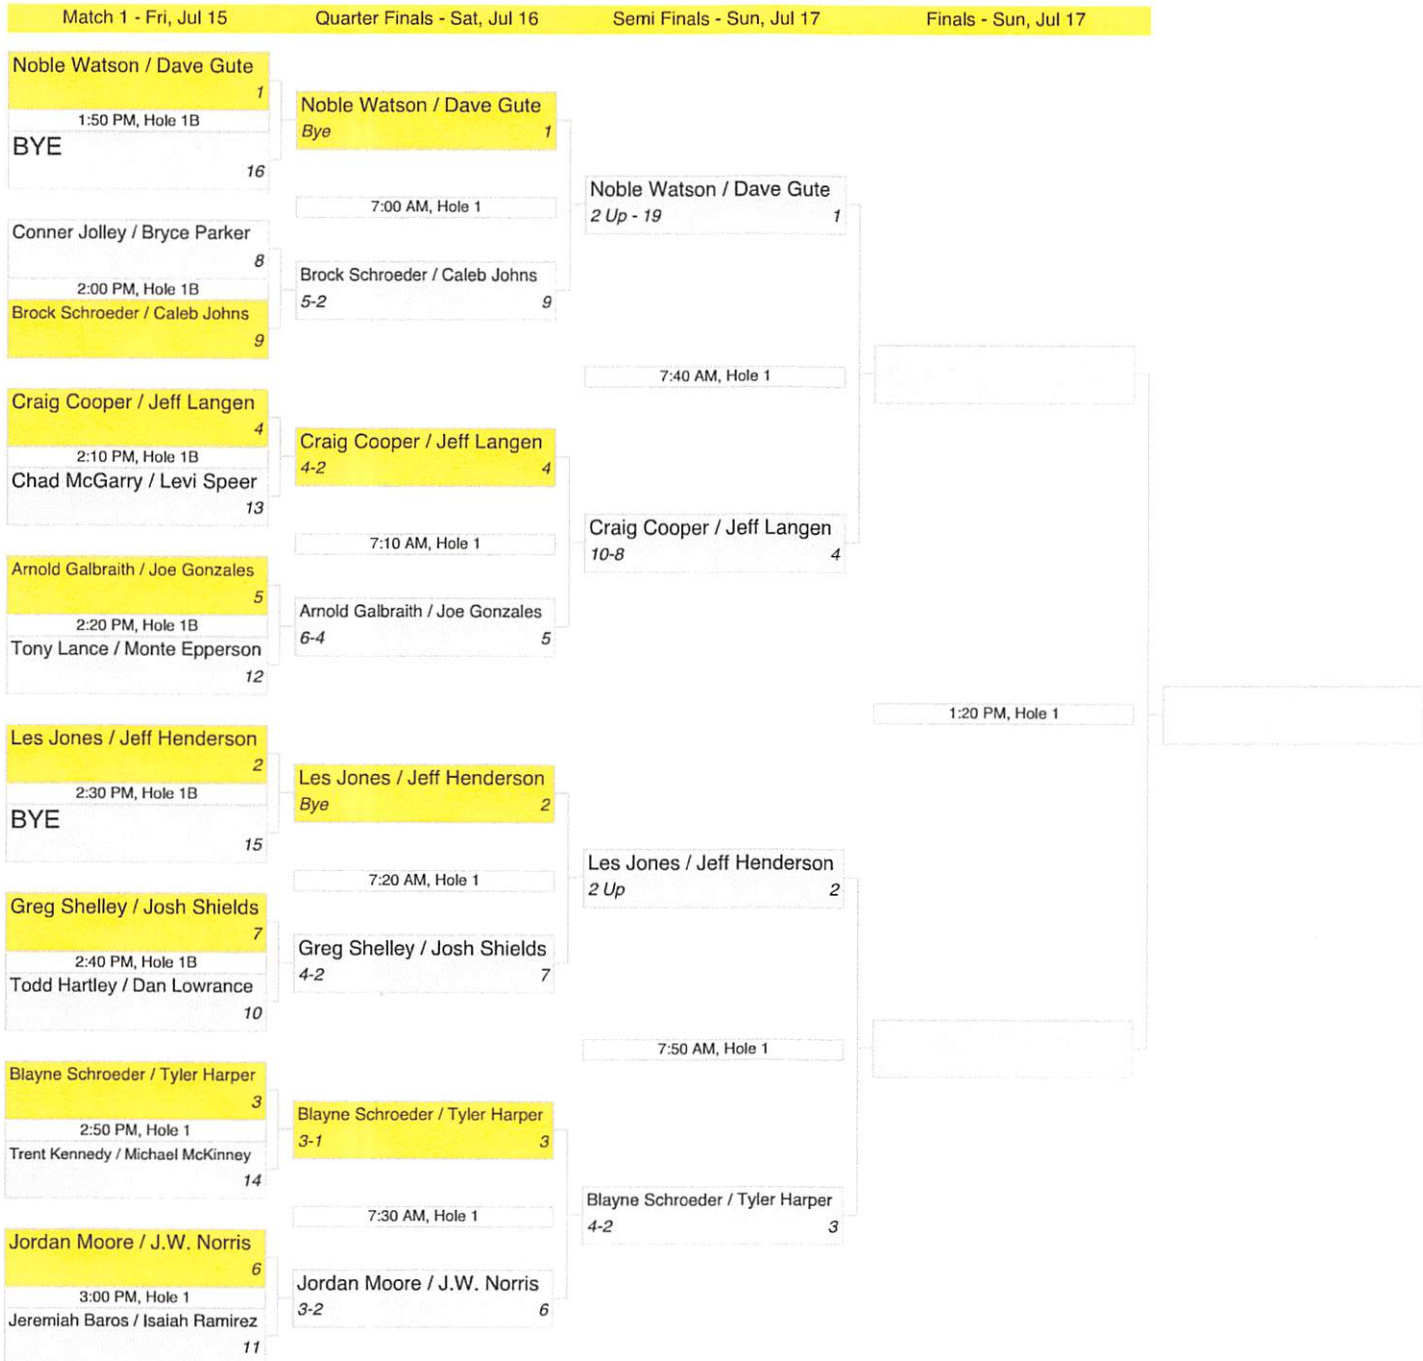 Match 1 - Fri, Jul 15
Quarter Finals - Sat, Jul 16
Semi Finals - Sun, Jul 17
Finals - Sun, Jul 17
Noble Watson / Dave Gute
1
1:50 PM, Hole 1B
BYE
16
Conner Jolley / Bryce Parker
8
2:00 PM, Hole 1B
Brock Schroeder / Caleb Johns
9
Craig Cooper / Jeff Langen
4
2:10 PM, Hole 1B
Chad McGarry / Levi Speer
13
Arnold Galbraith / Joe Gonzales
5
2:20 PM, Hole 1B
Tony Lance / Monte Epperson
12
Les Jones / Jeff Henderson
2
2:30 PM, Hole 1B
BYE
15
Greg Shelley / Josh Shields
7
2:40 PM, Hole 1B
Todd Hartley / Dan Lowrance
10
Blayne Schroeder / Tyler Harper
3
2:50 PM, Hole 1
Trent Kennedy / Michael McKinney
14
Jordan Moore / J.W. Norris
6
3:00 PM, Hole 1
Jeremiah Baros / Isaiah Ramirez
11
Noble Watson / Dave Gute
Bye 1
7:00 AM, Hole 1
Brock Schroeder / Caleb Johns
5-2 9
Craig Cooper / Jeff Langen
4-2 4
7:10 AM, Hole 1
Arnold Galbraith / Joe Gonzales
6-4 5
Les Jones / Jeff Henderson
Bye 2
7:20 AM, Hole 1
Greg Shelley / Josh Shields
4-2 7
Blayne Schroeder / Tyler Harper
3-1 3
7:30 AM, Hole 1
Jordan Moore / J.W. Norris
3-2 6
Noble Watson / Dave Gute
2 Up - 19 1
7:40 AM, Hole 1
Craig Cooper / Jeff Langen
10-8 4
Les Jones / Jeff Henderson
2 Up 2
7:50 AM, Hole 1
Blayne Schroeder / Tyler Harper
4-2 3
1:20 PM, Hole 1